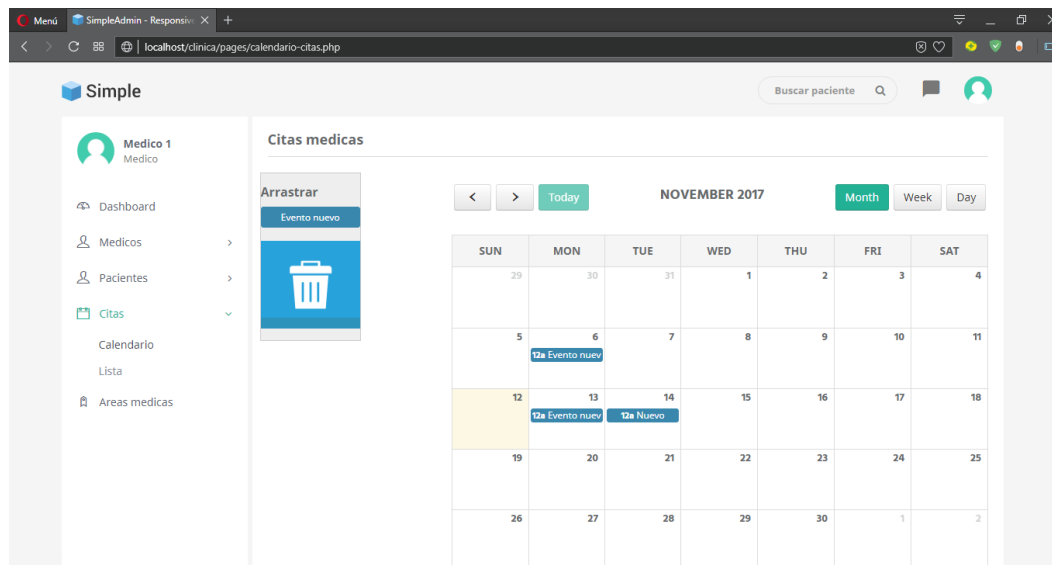 Menú SimpleAdmin - Responsive
localhost/clinica/pages/calendario-citas.php
Simple
Buscar paciente
Medico 1
Medico
Dashboard
Medicos
Pacientes
Citas
Calendario
Lista
Areas medicas
Citas medicas
Arrastrar
Evento nuevo
Today NOVEMBER 2017 Month Week Day
SUN MON TUE WED THU FRI SAT
29 30 31 1 2 3 4
5 6 7 8 9 10 11
12a Evento nuev
12 13 14 15 16 17 18
12a Evento nuev 12a Nuevo
19 20 21 22 23 24 25
26 27 28 29 30 1 2